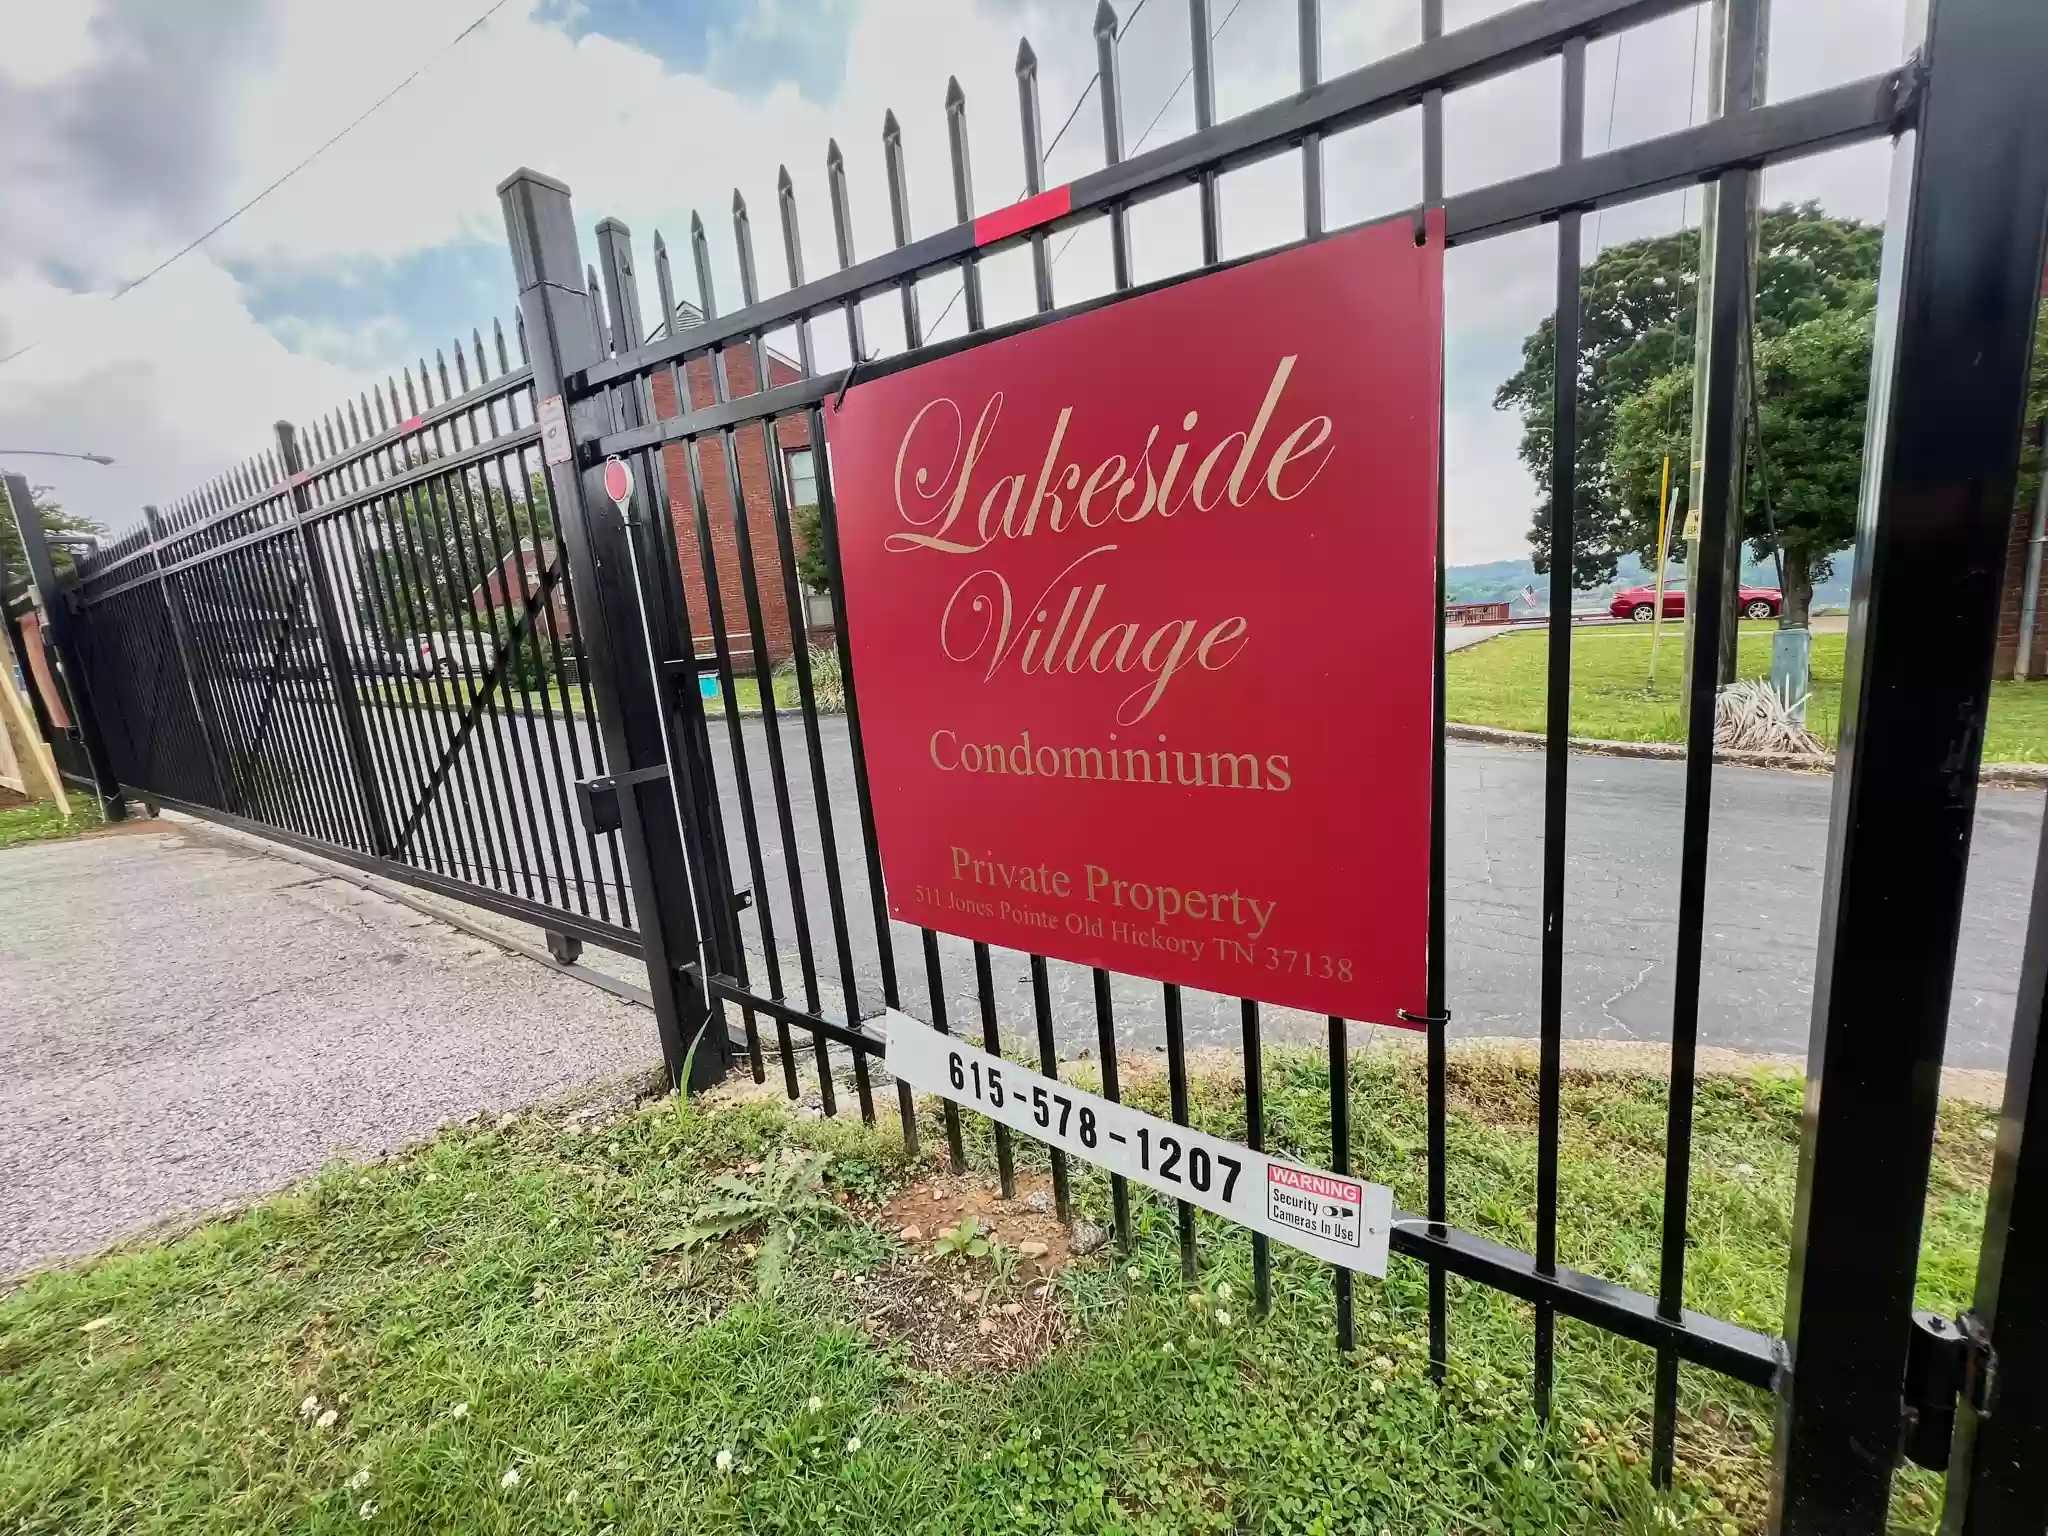 Lakeside
Village
Condominiums
Private Property
511 Jones Pointe Old Hickory TN 37138
615-578-1207
WARNING
Security
Cameras In Use